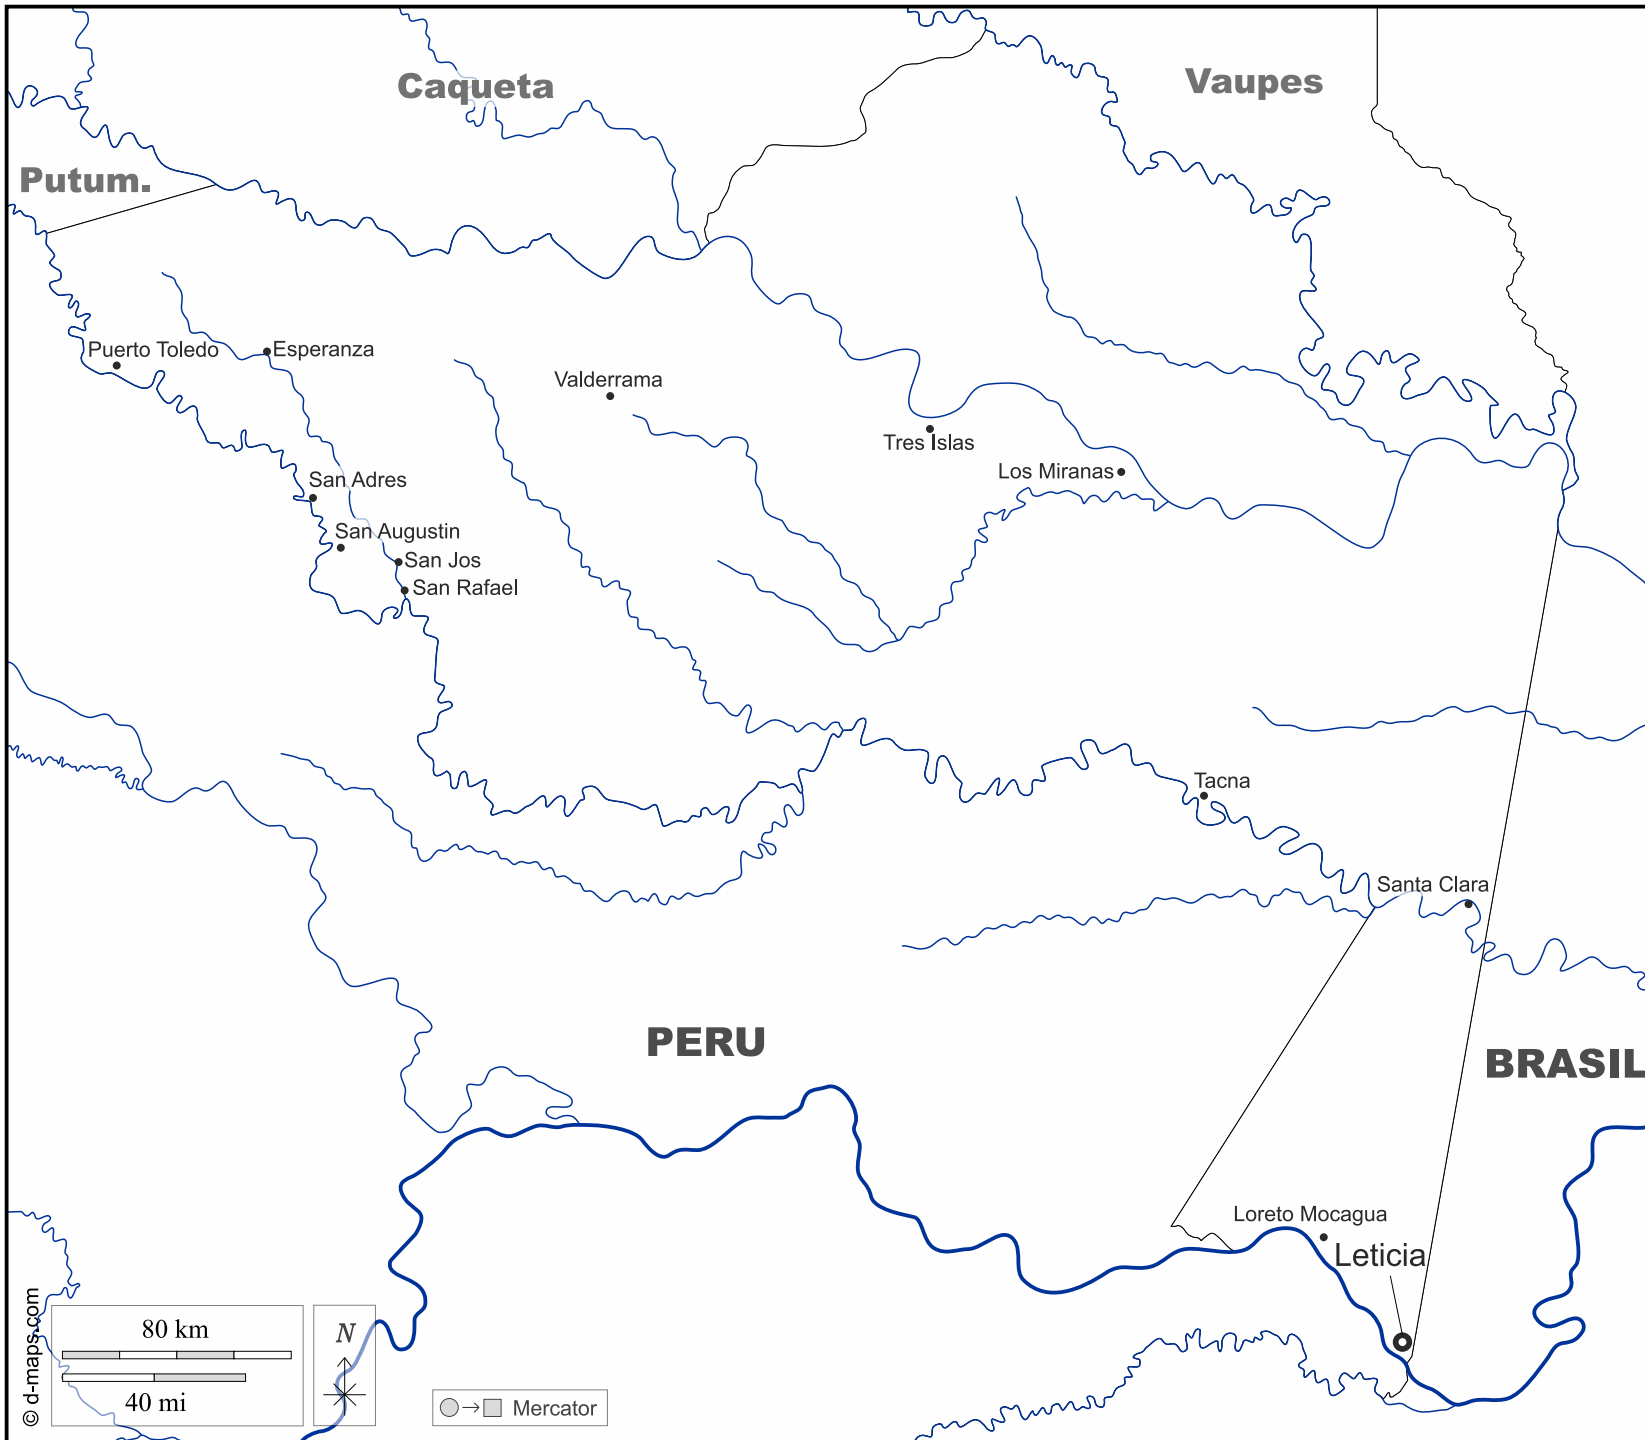 Caqueta
Vaupes
Putum.
Puerto Toledo
Esperanza
Valderrama
Tres Islas
Los Miranas
San Adres
San Augustin
San Jos
San Rafael
Tacna
Santa Clara
PERU
BRASIL
Loreto Mocagua
Leticia
© d-maps.com
80 km
40 mi
N
Mercator